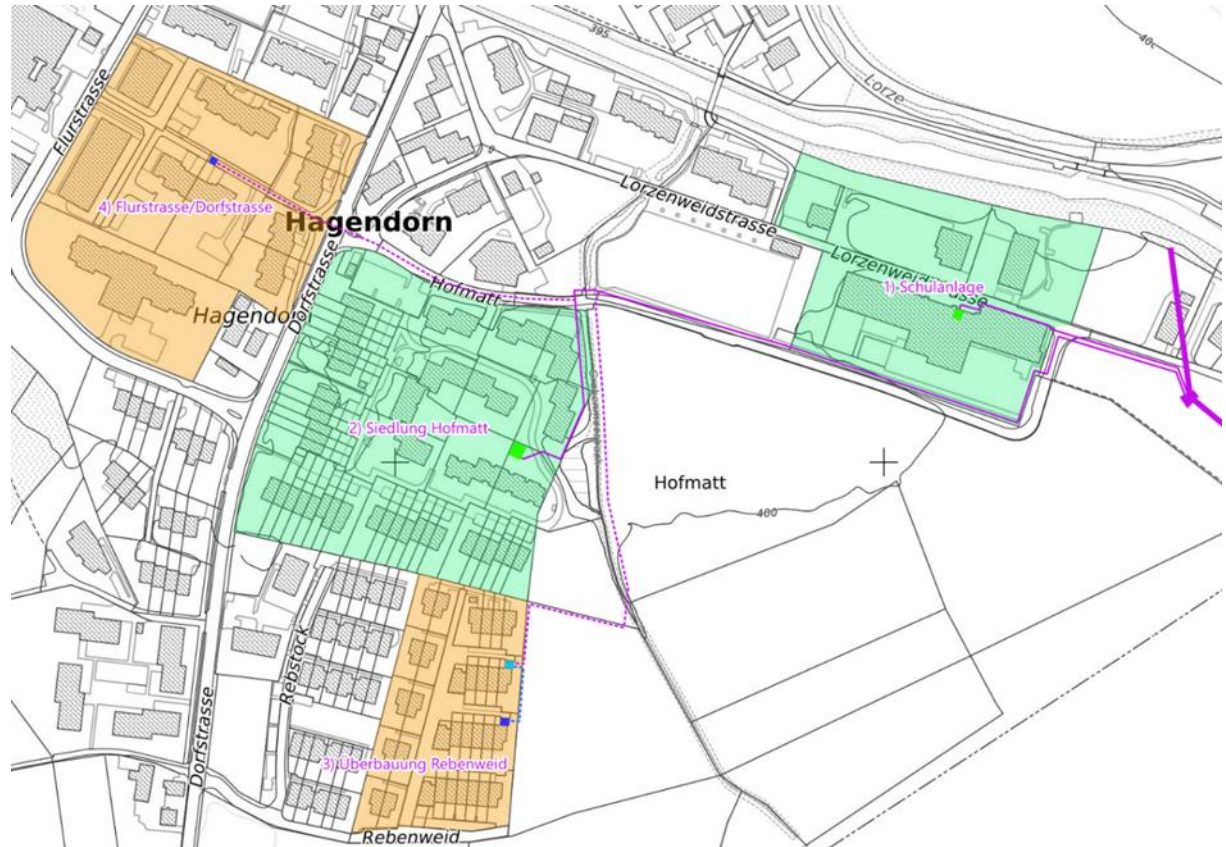 395
Lorze
Flurstrasse
4) Flurstrasse/Dorfstrasse
Hagendorn
Lorzenweidstrasse
Lorzenweidstrasse
1) Schulanlage
Hofmatt
Dorfstrasse
2) Siedlung Hofmatt
Hofmatt
400
Rebstock
Dorfstrasse
3) Überbauung Rebenweid
Rebenweid